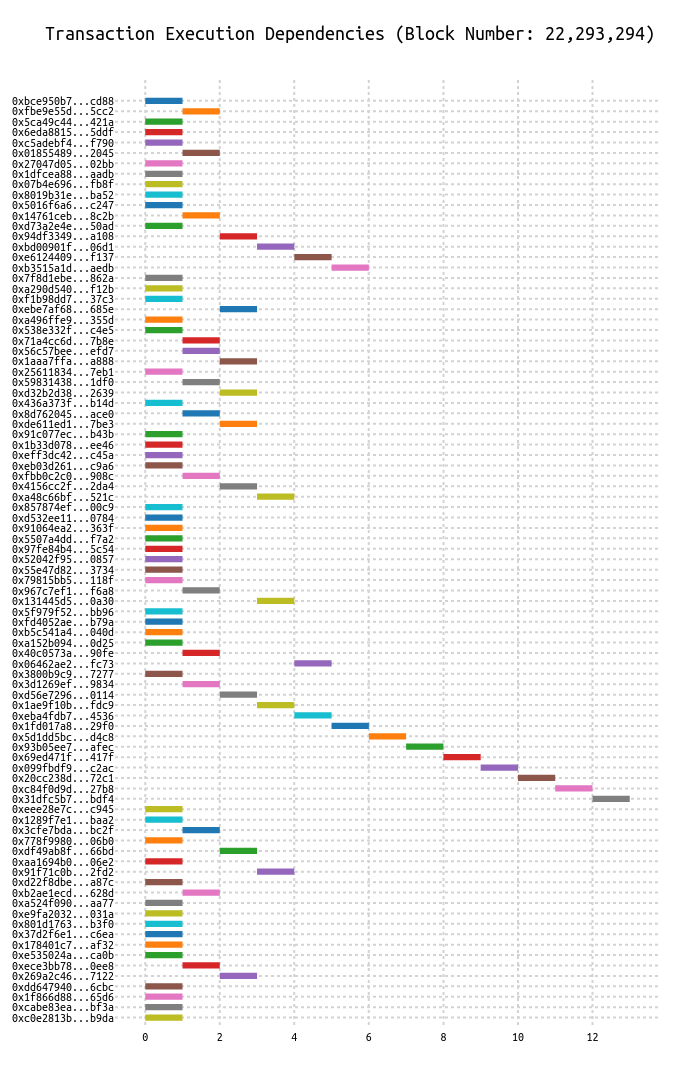 Transaction Execution Dependencies (Block Number: 22,293,294)
0xbce950b7...cd88
0xfbe9e55d...5cc2
0x5ca49c44...421a
0x6eda8815...5ddf
0xc5adebf4...f790
0x01855489...2045
0x27047d05...02bb
0x1dfcea88...aadb
0x07b4e696...fb8f
0x8019b31e...ba52
0x5016f6a6...c247
0x14761ceb...8c2b
0xd73a2e4e...50ad
0x94df3349...a108
0xbd00901f...06d1
0xe6124409...f137
0xb3515a1d...aedb
0x7f8d1ebe...862a
0xa290d540...f12b
0xf1b98dd7...37c3
0xebe7af68...685e
0xa496ffe9...355d
0x538e332f...c4e5
0x71a4cc6d...7b8e
0x56c57bee...efd7
0x1aaa7ffa...a888
0x25611834...7eb1
0x59831438...1df0
0xd32b2d38...2639
0x436a373f...b14d
0x8d762045...ace0
0xde611ed1...7be3
0x91c077ec...b43b
0x1b33d078...ee46
0xeff3dc42...c45a
0xeb03d261...c9a6
0xfbb0c2c0...908c
0x4156cc2f...2da4
0xa48c66bf...521c
0x857874ef...00c9
0xd532ee11...0784
0x91064ea2...363f
0x5507a4dd...f7a2
0x97fe84b4...5c54
0x52042f95...0857
0x55e47d82...3734
0x79815bb5...118f
0x967c7ef1...f6a8
0x131445d5...0a30
0x5f979f52...bb96
0xfd4052ae...b79a
0xb5c541a4...040d
0xa152b094...0d25
0x40c0573a...90fe
0x06462ae2...fc73
0x3800b9c9...7277
0x3d1269ef...9834
0xd56e7296...0114
0x1ae9f10b...fdc9
0xeba4fdb7...4536
0x1fd017a8...29f0
0x5d1dd5bc...d4c8
0x93b05ee7...afec
0x69ed471f...417f
0x099fbdf9...c2ac
0x20cc238d...72c1
0xc84f0d9d...27b8
0x31dfc5b7...bdf4
0xeee28e7c...c945
0x1289f7e1...baa2
0x3cfe7bda...bc2f
0x778f9980...06b0
0xdf49ab8f...66bd
0xaa1694b0...06e2
0x91f71c0b...2fd2
0xd22f8dbe...a87c
0xb2ae1ecd...628d
0xa524f090...aa77
0xe9fa2032...031a
0x801d1763...b3f0
0x37d2f6e1...c6ea
0x178401c7...af32
0xe535024a...ca0b
0xece3bb78...0ee8
0x269a2c46...7122
0xdd647940...6cbc
0x1f866d88...65d6
0xcabe83ea...bf3a
0xc0e2813b...b9da
0 2 4 6 8 10 12